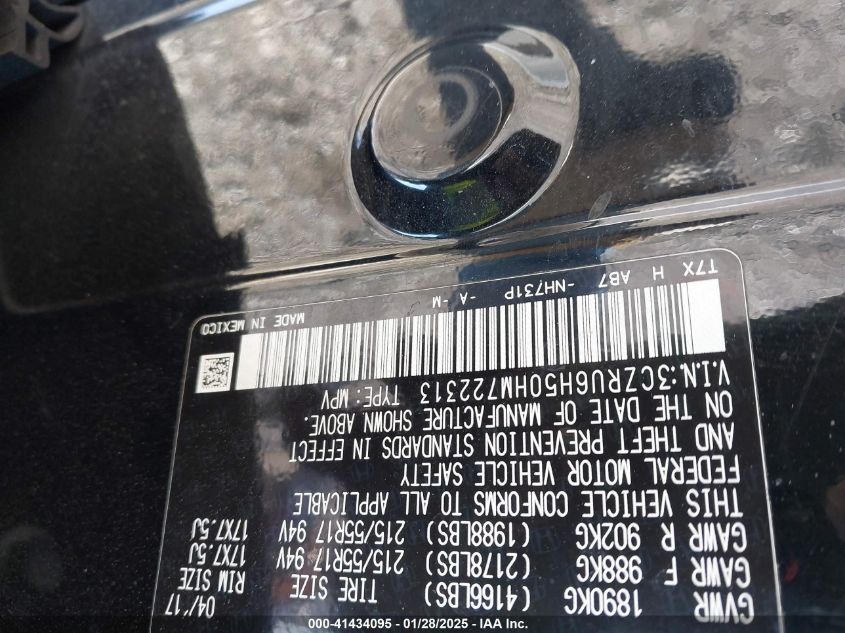 04/'17
GVWR 1890KG (4166LBS) TIRE SIZE RIM SIZE
GAWR F 988KG (2178LBS) 215/55R17 94V 17X7.5J
GAWR R 902KG (1988LBS) 215/55R17 94V 17X7.5J
THIS VEHICLE CONFORMS TO ALL APPLICABLE
FEDERAL MOTOR VEHICLE SAFETY
AND THEFT PREVENTION STANDARDS IN EFFECT
ON THE DATE OF MANUFACTURE SHOWN ABOVE.
V.I.N.:3CZRU6H50HM722313 TYPE: MPV
T7X H AB7 -NH731P -A -M MADE IN MEXICO
000-41434095 - 01/28/2025 - IAA Inc.